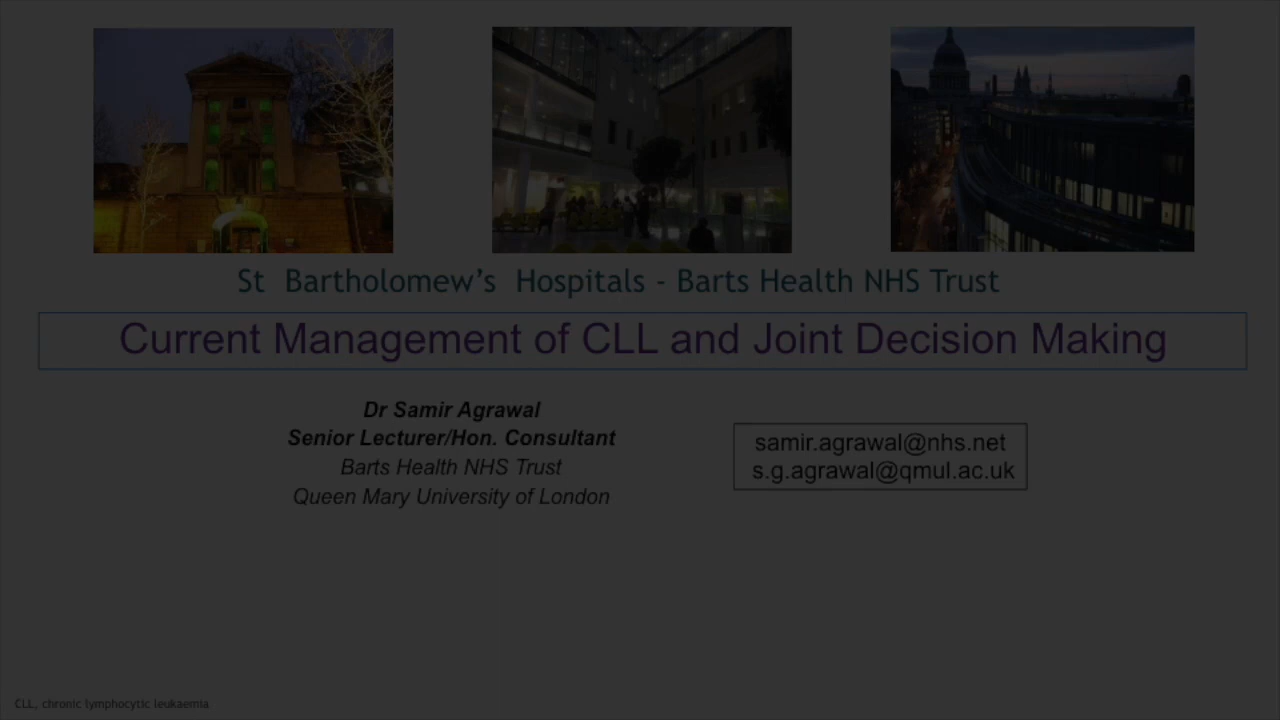 St Bartholomew's Hospitals - Barts Health NHS Trust
Current Management of CLL and Joint Decision Making
Dr Samir Agrawal
Senior Lecturer/Hon. Consultant
Barts Health NHS Trust
Queen Mary University of London
samir.agrawal@nhs.net
s.g.agrawal@qmul.ac.uk
CLL, chronic lymphocytic leukaemia